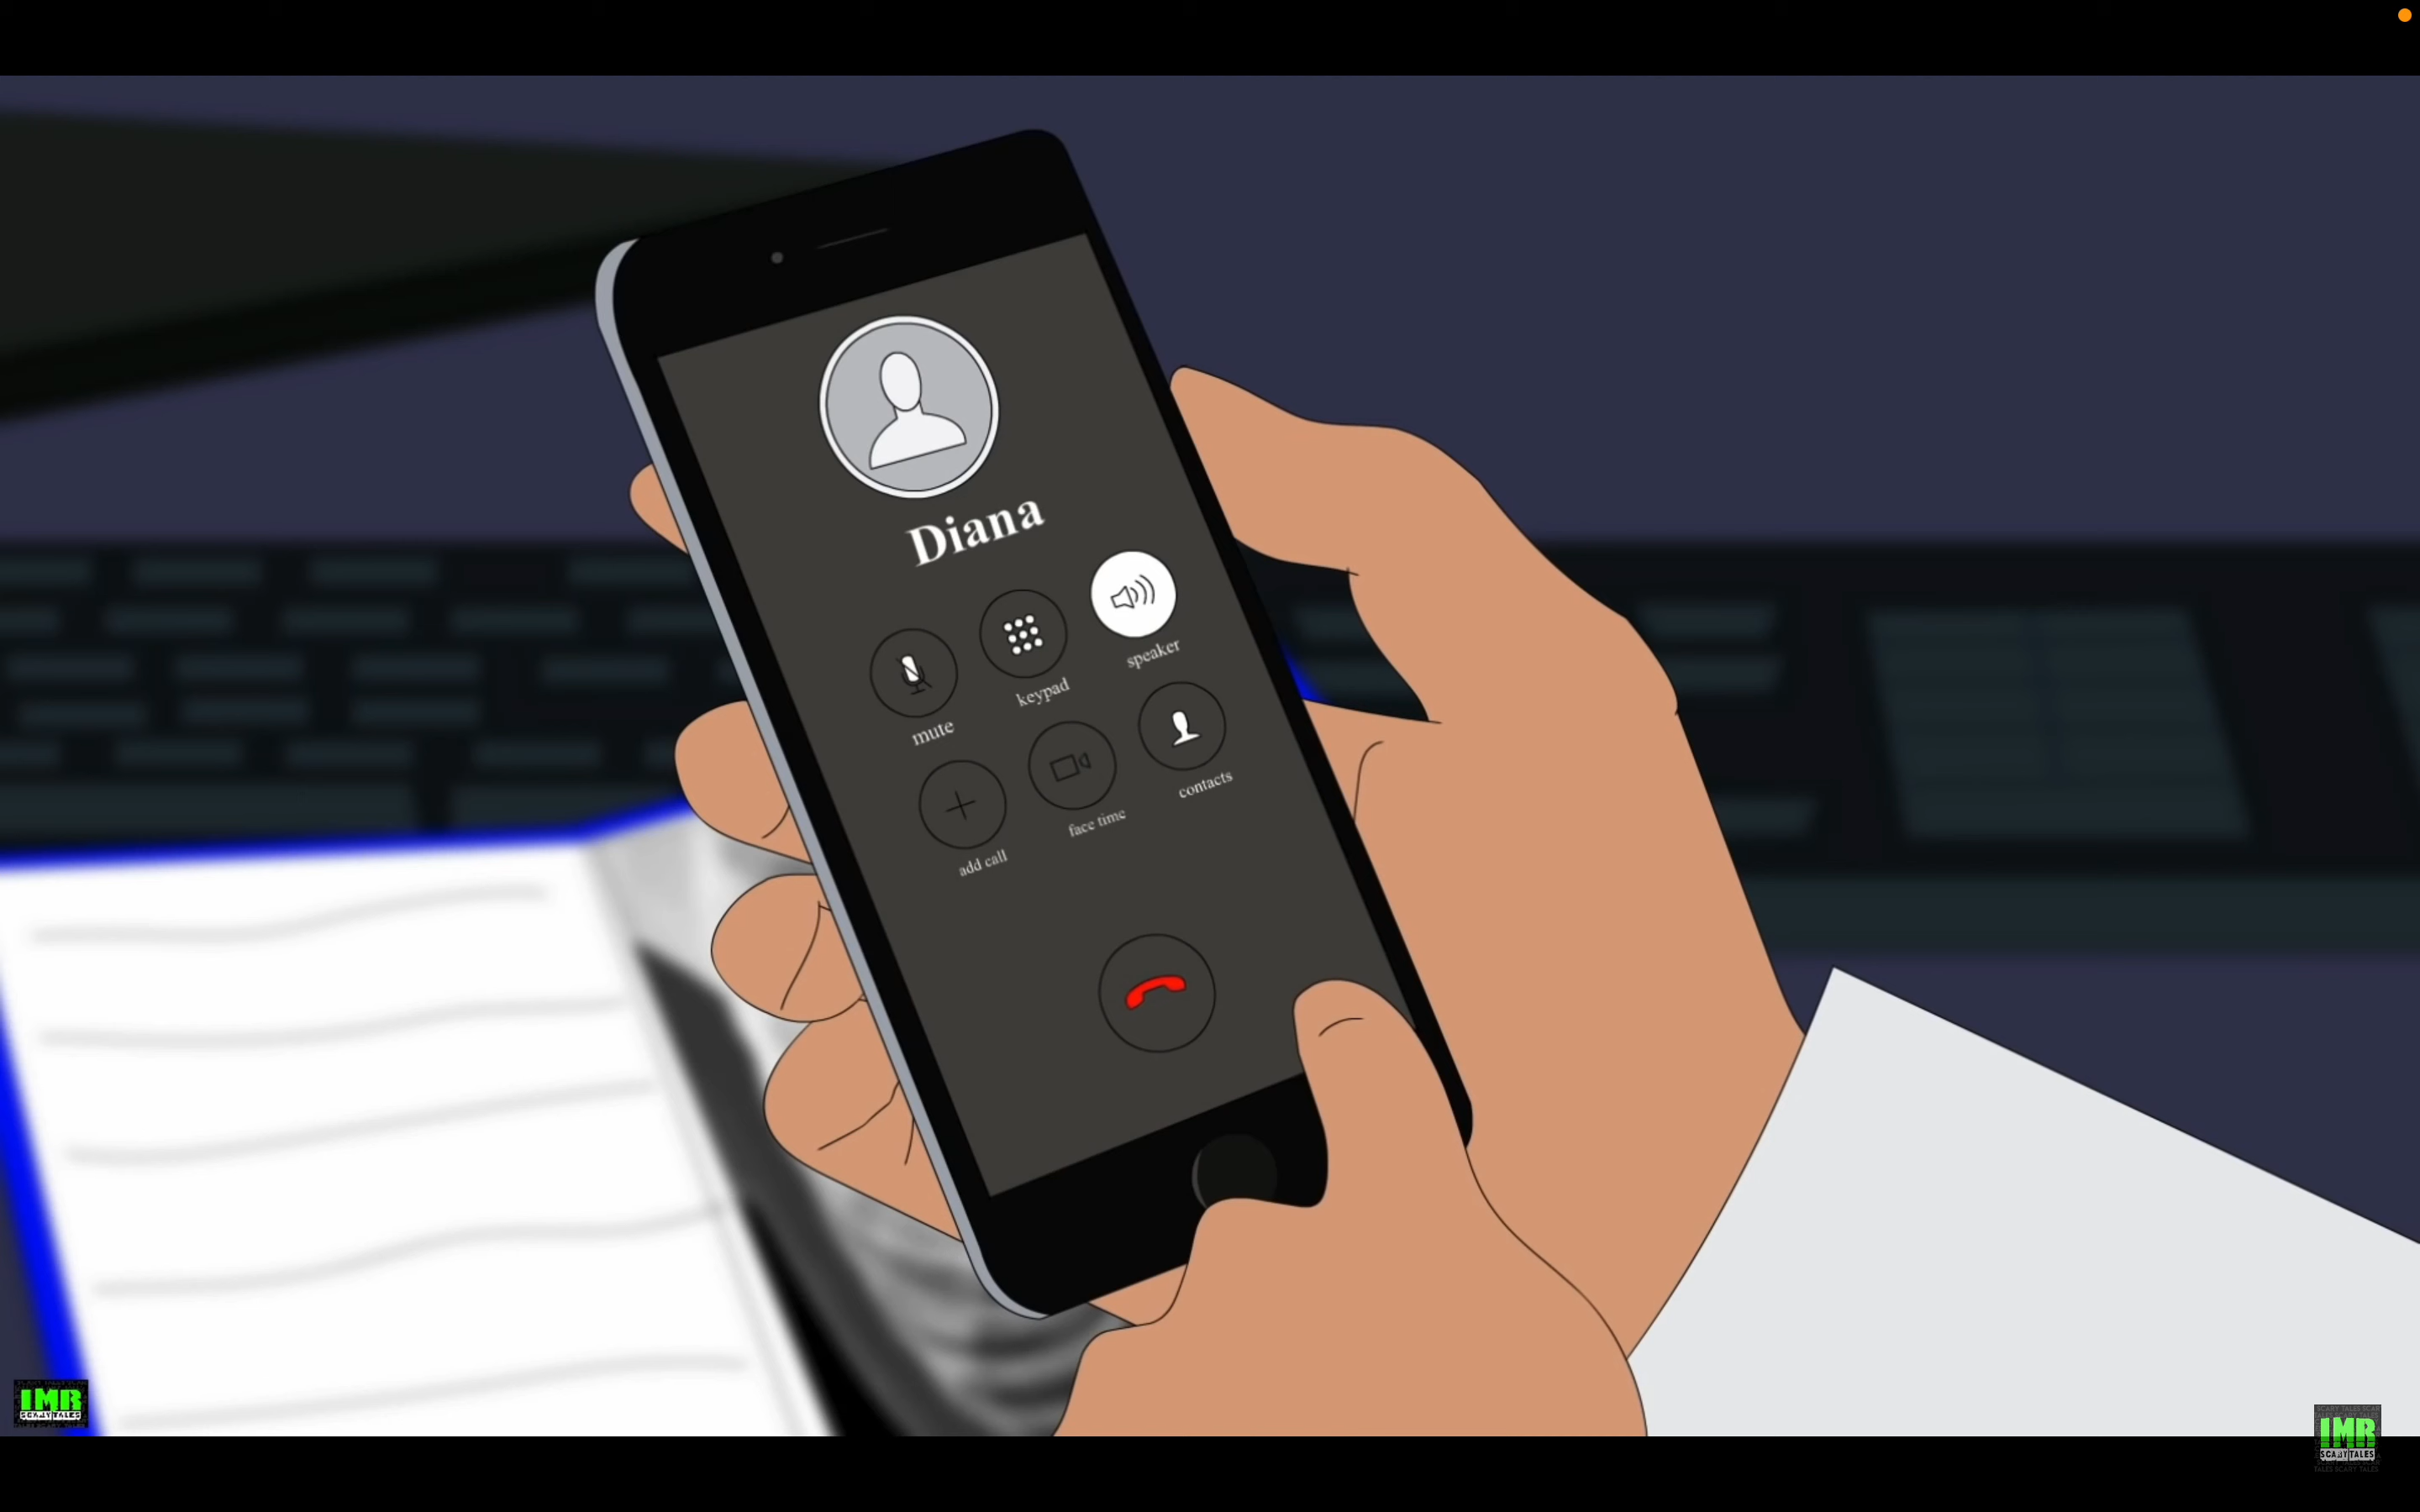 Diana
speaker
keypad
mute
contacts
face time
add call
IMR
SCARY TALES
IMR
SCARY TALES